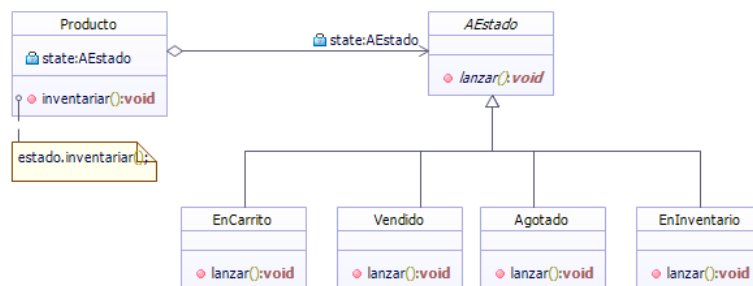 Producto
state:AEstado
inventariar():void
estado.inventariar();
state:AEstado
AEstado
lanzar():void
EnCarrito
lanzar():void
Vendido
lanzar():void
Agotado
lanzar():void
EnInventario
lanzar():void